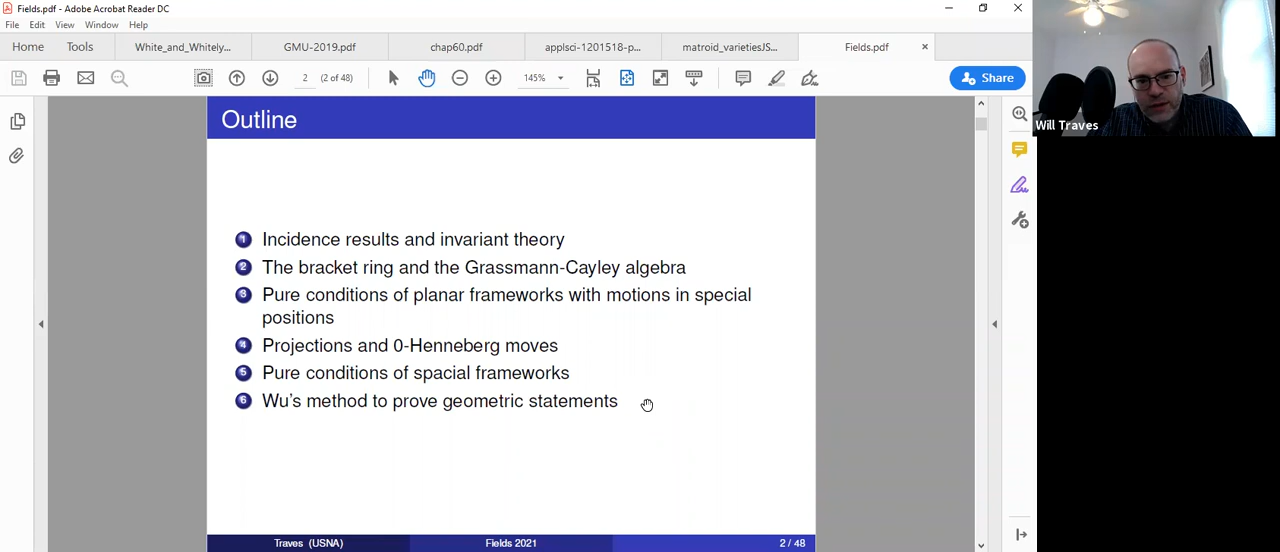 Fields.pdf - Adobe Acrobat Reader DC
File Edit View Window Help
Home Tools White_and_Whitely... GMU-2019.pdf chap60.pdf applsci-1201518-p... matroid_varietiesJS... Fields.pdf ×
2 (2 of 48) 145% Share
Will Traves
Outline
1 Incidence results and invariant theory
2 The bracket ring and the Grassmann-Cayley algebra
3 Pure conditions of planar frameworks with motions in special
positions
4 Projections and 0-Henneberg moves
5 Pure conditions of spacial frameworks
6 Wu's method to prove geometric statements
Traves (USNA) Fields 2021 2 / 48